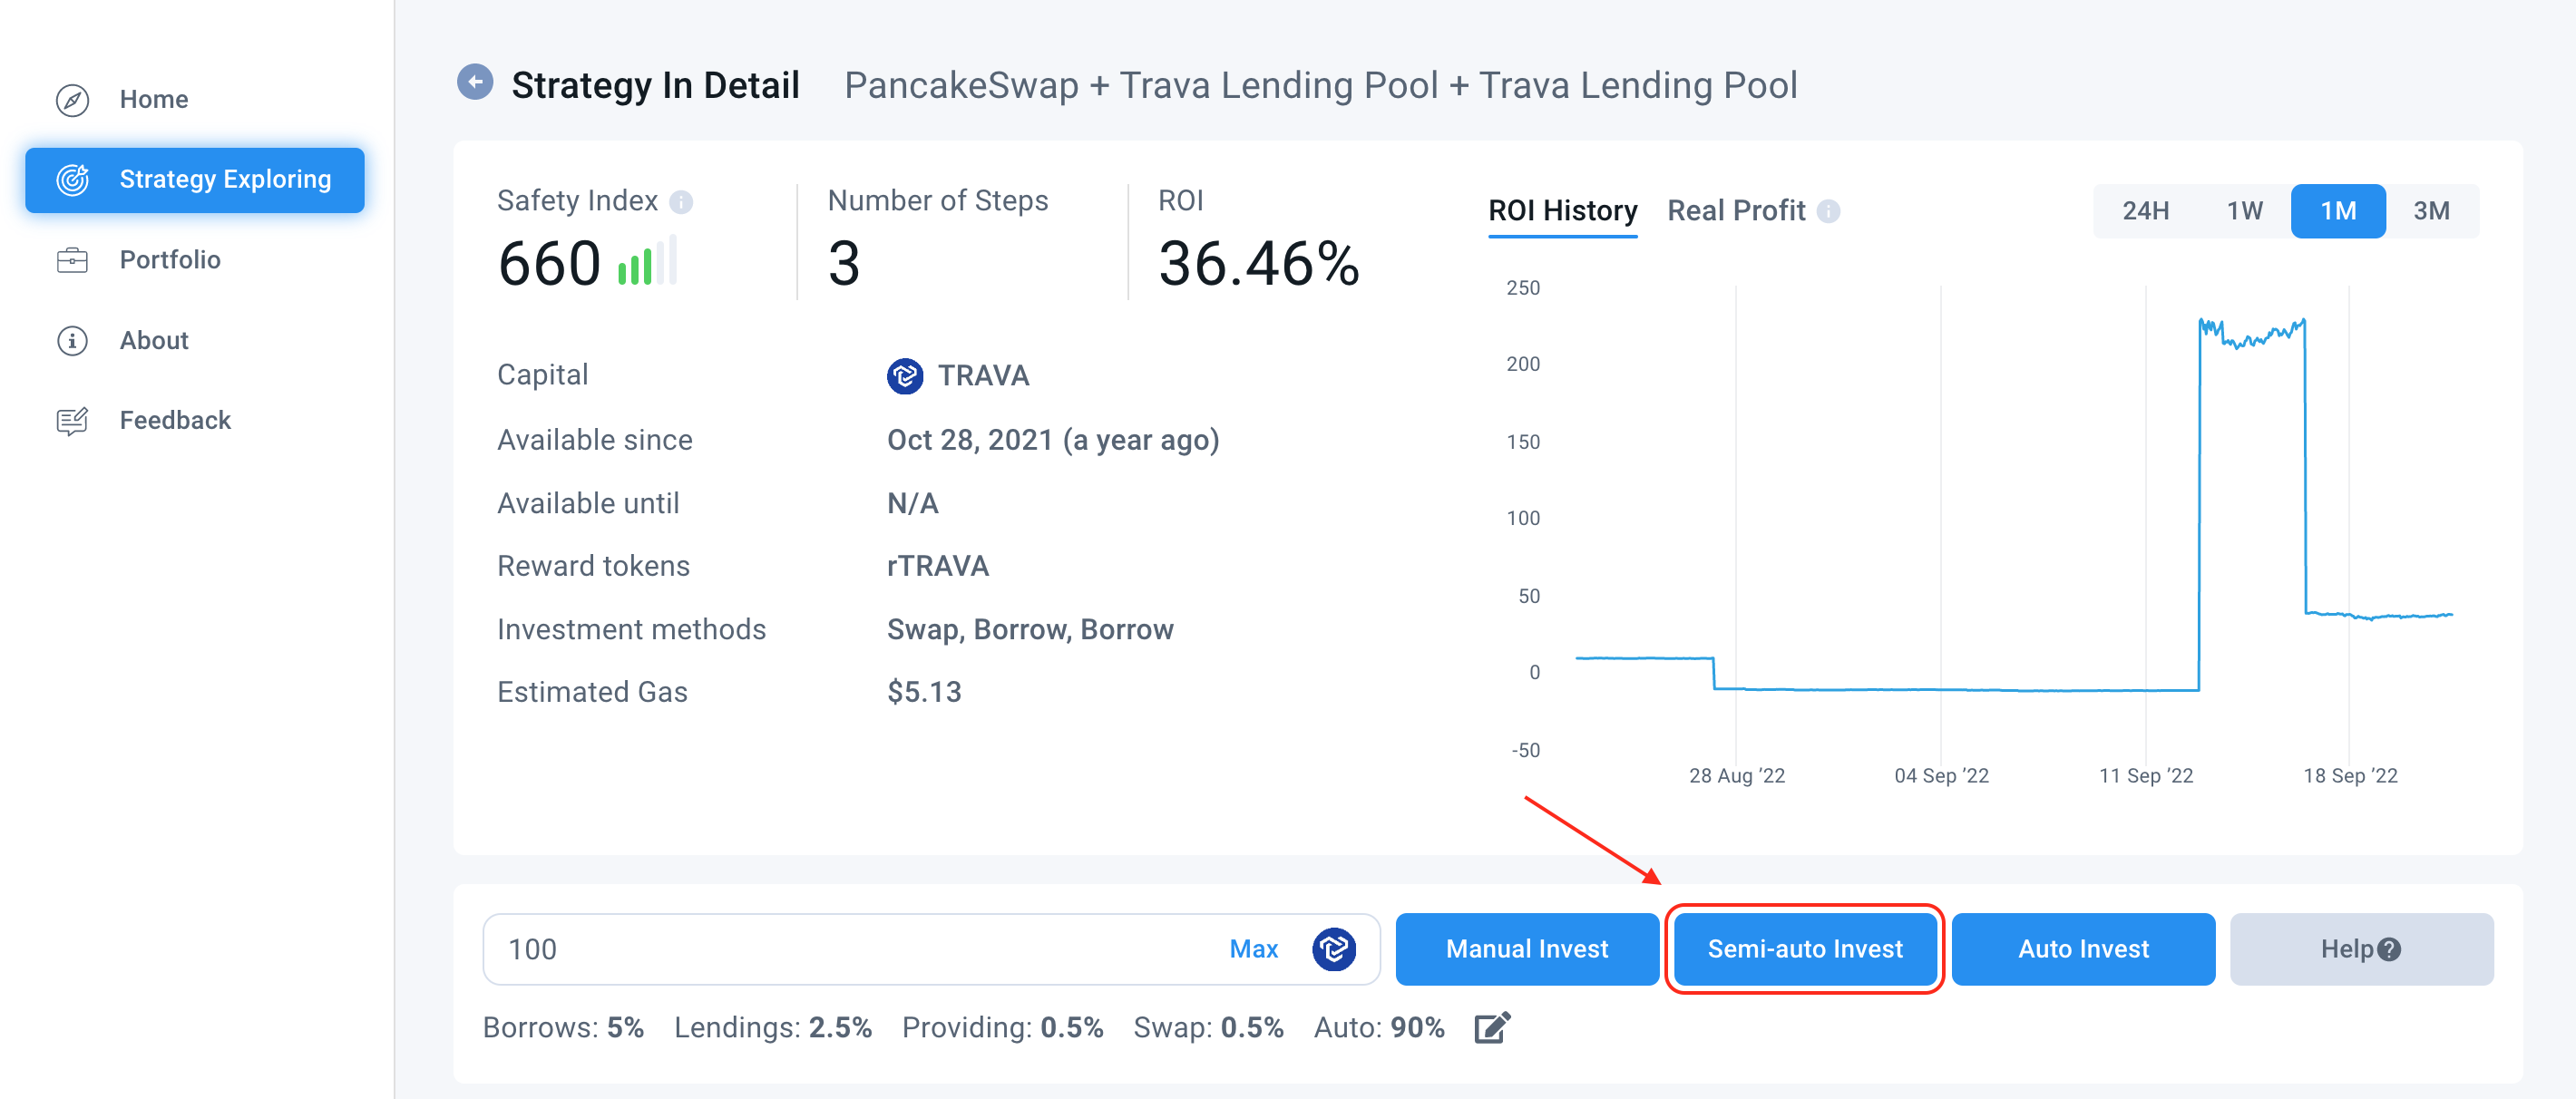 Home
Strategy Exploring
Portfolio
About
Feedback
Strategy In Detail PancakeSwap + Trava Lending Pool + Trava Lending Pool
Safety Index
660
Number of Steps
3
ROI
36.46%
Capital TRAVA
Available since Oct 28, 2021 (a year ago)
Available until N/A
Reward tokens rTRAVA
Investment methods Swap, Borrow, Borrow
Estimated Gas $5.13
ROI History Real Profit
24H 1W 1M 3M
250
200
150
100
50
0
-50
28 Aug ’22 04 Sep ’22 11 Sep ’22 18 Sep ’22
100 Max Manual Invest Semi-auto Invest Auto Invest Help
Borrows: 5% Lendings: 2.5% Providing: 0.5% Swap: 0.5% Auto: 90%